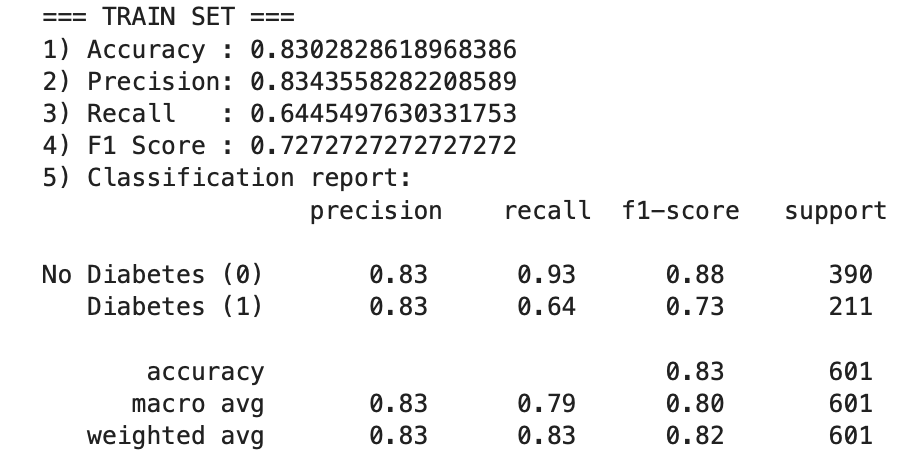 === TRAIN SET ===
1) Accuracy : 0.8302828618968386
2) Precision: 0.8343558282208589
3) Recall   : 0.6445497630331753
4) F1 Score : 0.7272727272727272
5) Classification report:
                  precision    recall  f1-score   support

No Diabetes (0)       0.83      0.93      0.88       390
   Diabetes (1)       0.83      0.64      0.73       211

       accuracy                           0.83       601
      macro avg       0.83      0.79      0.80       601
   weighted avg       0.83      0.83      0.82       601